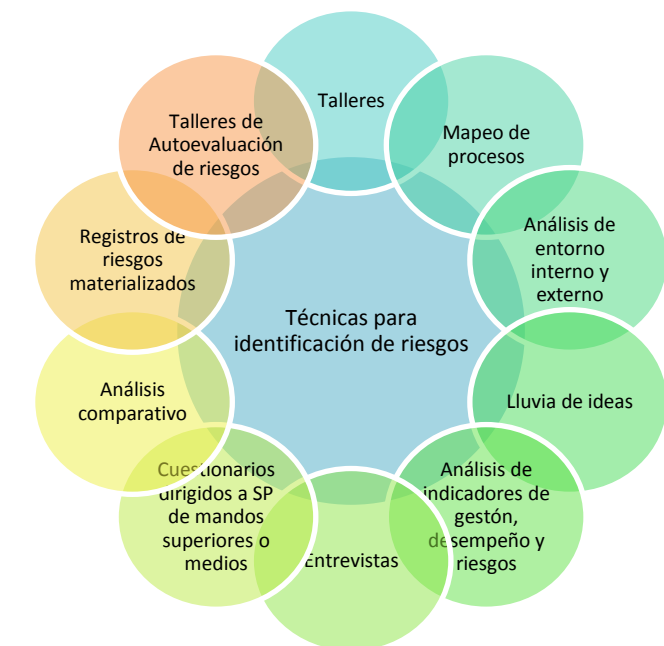 Talleres
Mapeo de
procesos
Análisis de
entorno
interno y
externo
Lluvia de ideas
Análisis de
indicadores de
gestón,
desempeño y
riesgos
Entrevistas
Cuestionarios
dirigidos a SP
de mandos
superiores o
medios
Análisis
comparativo
Registros de
riesgos
materializados
Talleres de
Autoevaluación
de riesgos
Técnicas para
identificación de riesgos